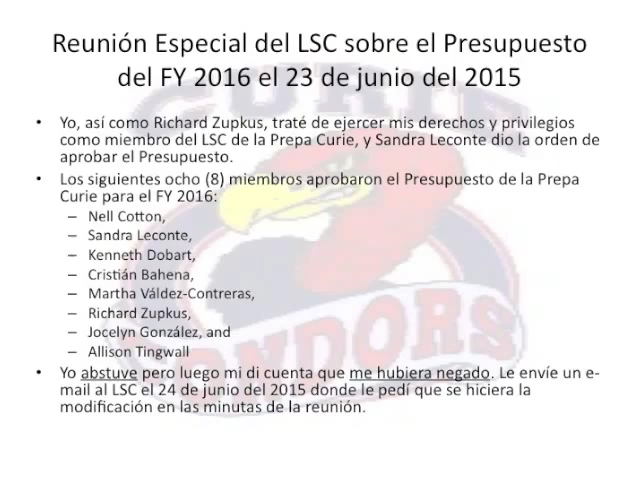 Reunión Especial del LSC sobre el Presupuesto
del FY 2016 el 23 de junio del 2015
• Yo, así como Richard Zupkus, traté de ejercer mis derechos y privilegios
como miembro del LSC de la Prepa Curie, y Sandra Leconte dio la orden de
aprobar el Presupuesto.
• Los siguientes ocho (8) miembros aprobaron el Presupuesto de la Prepa
Curie para el FY 2016:
– Nell Cotton,
– Sandra Leconte,
– Kenneth Dobart,
– Cristián Bahena,
– Martha Váldez-Contreras,
– Richard Zupkus,
– Jocelyn González, and
– Allison Tingwall
• Yo abstuve pero luego mi di cuenta que me hubiera negado. Le envíe un e-
mail al LSC el 24 de junio del 2015 donde le pedí que se hiciera la
modificación en las minutas de la reunión.
CURIE
CONDORS